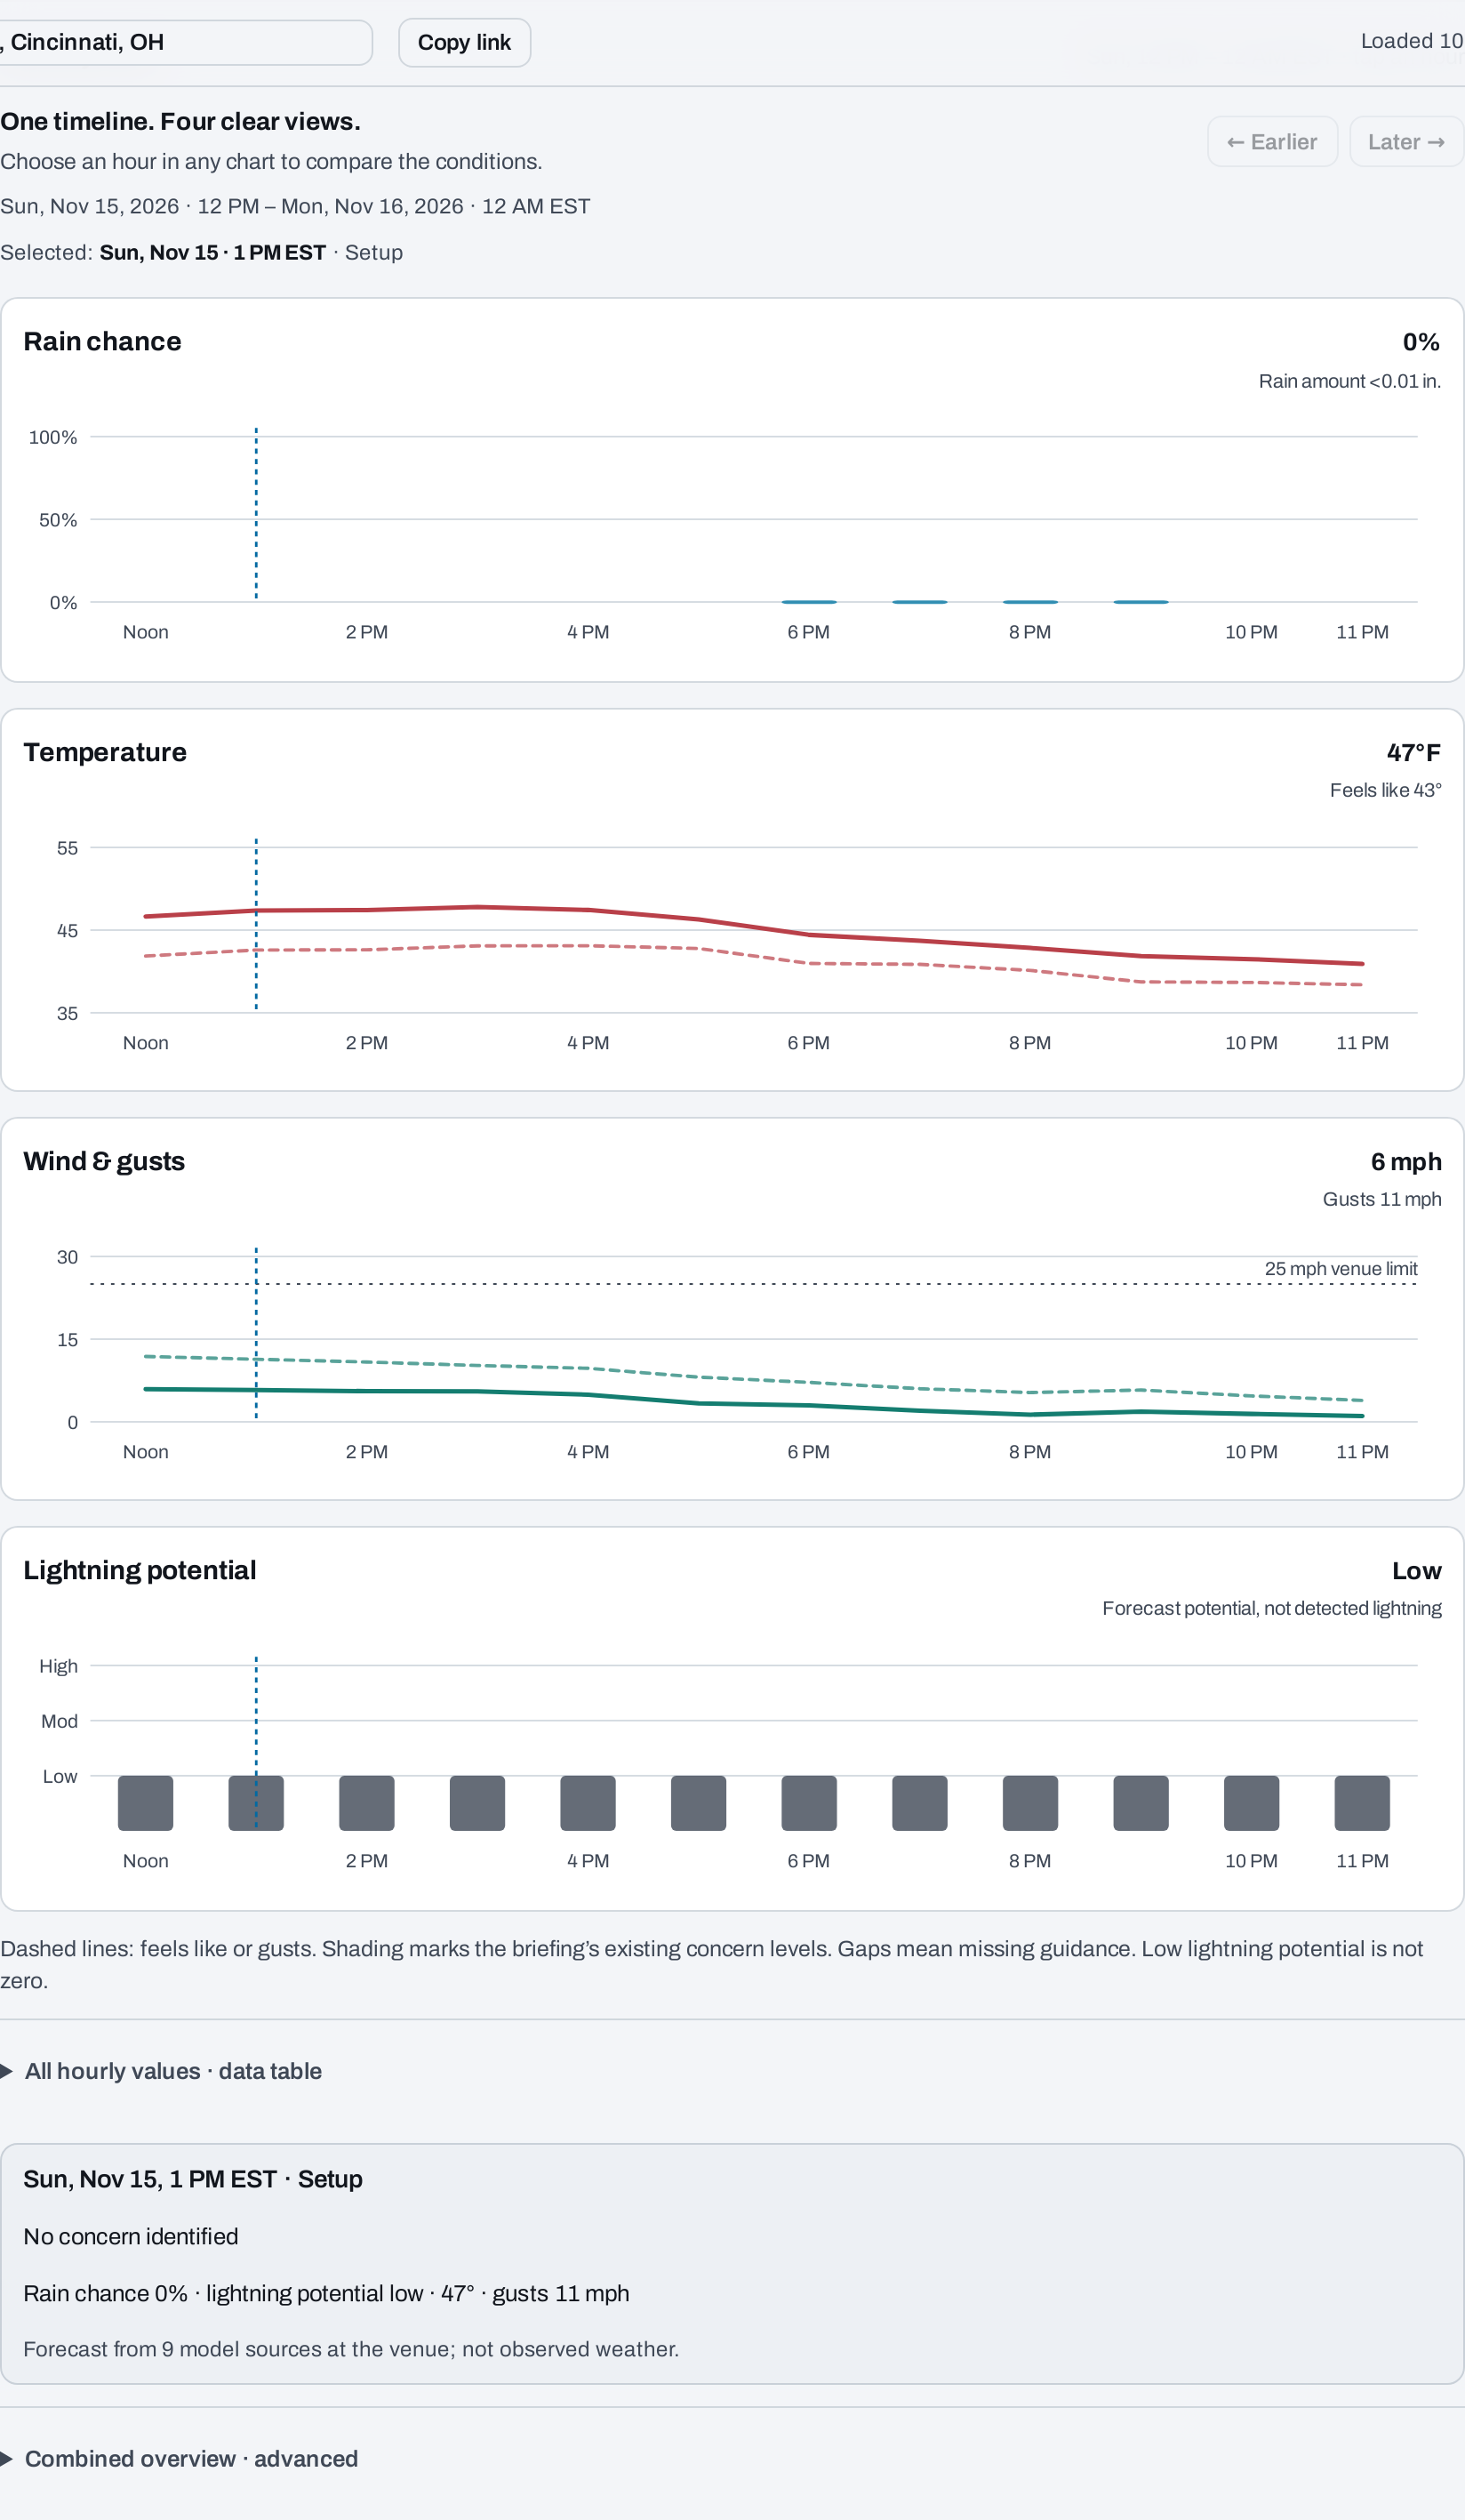 , Cincinnati, OH
Copy link
Loaded 10
One timeline. Four clear views.
← Earlier
Later →
Choose an hour in any chart to compare the conditions.
Sun, Nov 15, 2026 · 12 PM – Mon, Nov 16, 2026 · 12 AM EST
Selected: Sun, Nov 15 · 1 PM EST · Setup
Rain chance
0%
Rain amount <0.01 in.
100%
50%
0%
Noon 2 PM 4 PM 6 PM 8 PM 10 PM 11 PM
Temperature
47°F
Feels like 43°
55
45
35
Noon 2 PM 4 PM 6 PM 8 PM 10 PM 11 PM
Wind & gusts
6 mph
Gusts 11 mph
30
25 mph venue limit
15
0
Noon 2 PM 4 PM 6 PM 8 PM 10 PM 11 PM
Lightning potential
Low
Forecast potential, not detected lightning
High
Mod
Low
Noon 2 PM 4 PM 6 PM 8 PM 10 PM 11 PM
Dashed lines: feels like or gusts. Shading marks the briefing’s existing concern levels. Gaps mean missing guidance. Low lightning potential is not
zero.
▶ All hourly values · data table
Sun, Nov 15, 1 PM EST · Setup
No concern identified
Rain chance 0% · lightning potential low · 47° · gusts 11 mph
Forecast from 9 model sources at the venue; not observed weather.
▶ Combined overview · advanced